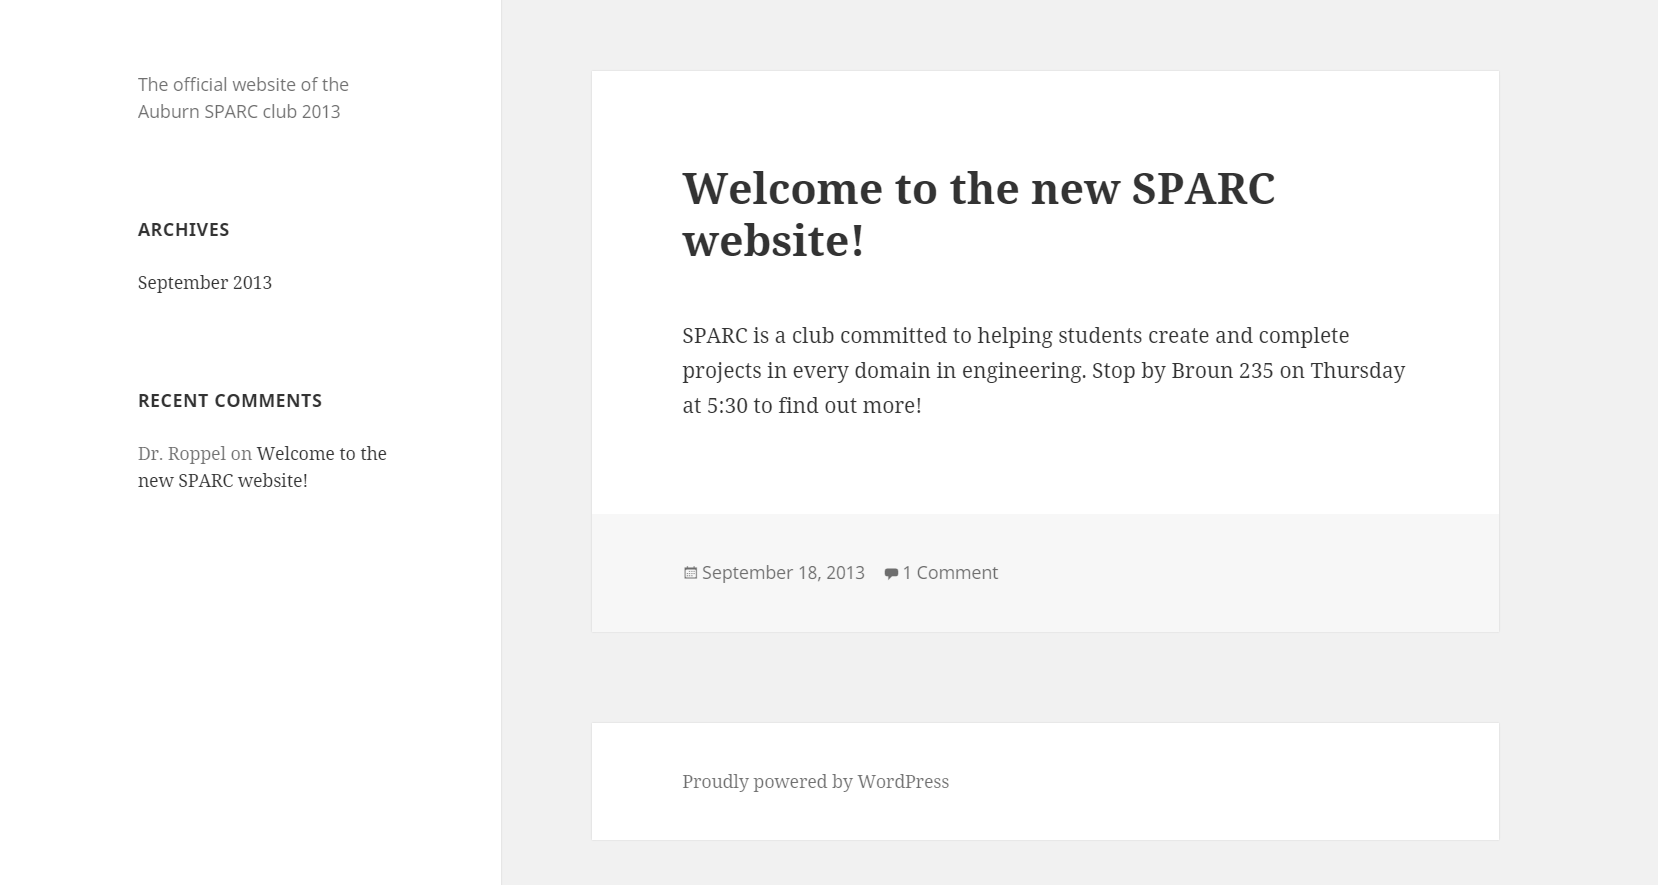 The official website of the
Auburn SPARC club 2013
ARCHIVES
September 2013
RECENT COMMENTS
Dr. Roppel on Welcome to the
new SPARC website!
Welcome to the new SPARC
website!
SPARC is a club committed to helping students create and complete
projects in every domain in engineering. Stop by Broun 235 on Thursday
at 5:30 to find out more!
September 18, 2013 1 Comment
Proudly powered by WordPress